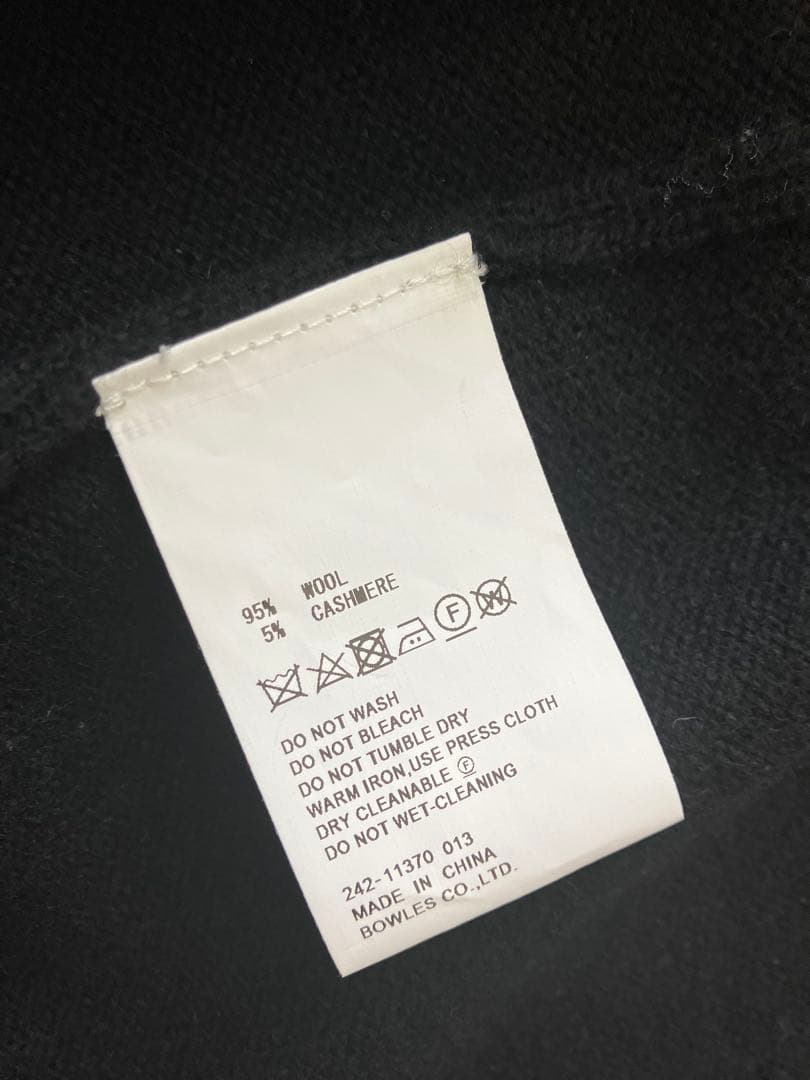 95% WOOL
5% CASHMERE
F W
DO NOT WASH
DO NOT BLEACH
DO NOT TUMBLE DRY
WARM IRON,USE PRESS CLOTH
DRY CLEANABLE Ⓕ
DO NOT WET-CLEANING
242-11370 013
MADE IN CHINA
BOWLES CO.,LTD.